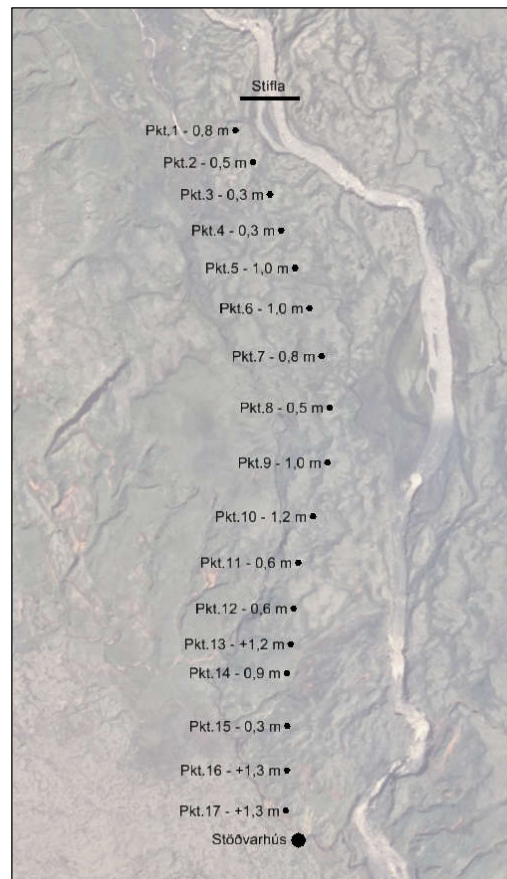 Stífla
Pkt.1 - 0,8 m
Pkt.2 - 0,5 m
Pkt.3 - 0,3 m
Pkt.4 - 0,3 m
Pkt.5 - 1,0 m
Pkt.6 - 1,0 m
Pkt.7 - 0,8 m
Pkt.8 - 0,5 m
Pkt.9 - 1,0 m
Pkt.10 - 1,2 m
Pkt.11 - 0,6 m
Pkt.12 - 0,6 m
Pkt.13 - +1,2 m
Pkt.14 - 0,9 m
Pkt.15 - 0,3 m
Pkt.16 - +1,3 m
Pkt.17 - +1,3 m
Stöðvarhús